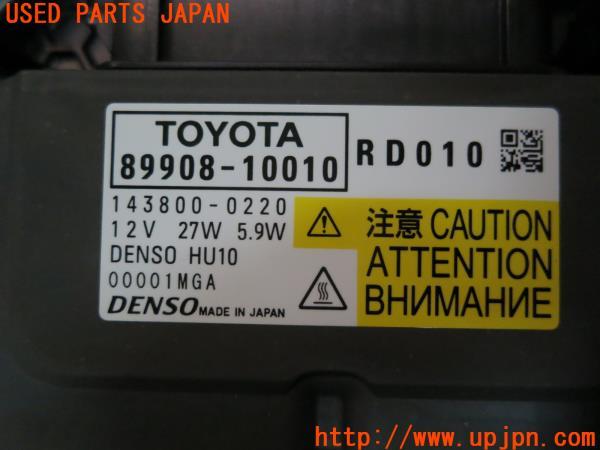 USED PARTS JAPAN
TOYOTA
89908-10010
RD010
143800-0220
12V 27W 5.9W
DENSO HU10
00001MGA
DENSO MADE IN JAPAN
注意 CAUTION
ATTENTION
ВНИМАНИЕ
http://www.upjpn.com